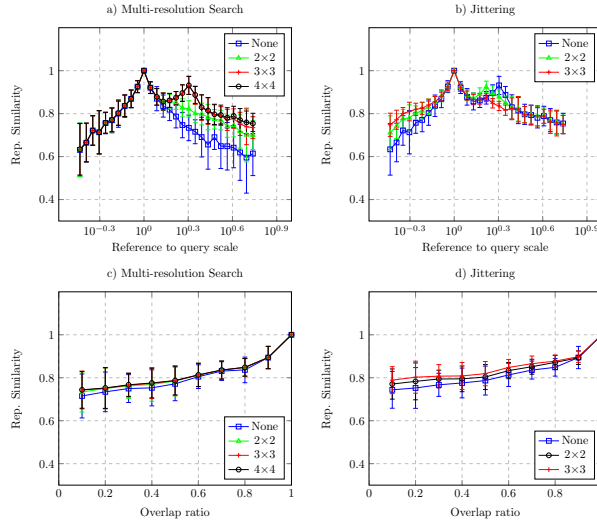 a) Multi-resolution Search
None
2×2
3×3
4×4
1
0.8
0.6
0.4
Rep. Similarity
10^−0.3
10^0
10^0.3
10^0.6
10^0.9
Reference to query scale
b) Jittering
None
2×2
3×3
1
0.8
0.6
0.4
Rep. Similarity
10^−0.3
10^0
10^0.3
10^0.6
10^0.9
Reference to query scale
c) Multi-resolution Search
1
0.8
0.6
0.4
Rep. Similarity
None
2×2
3×3
4×4
0
0.2
0.4
0.6
0.8
1
Overlap ratio
d) Jittering
1
0.8
0.6
0.4
Rep. Similarity
None
2×2
3×3
0
0.2
0.4
0.6
0.8
Overlap ratio